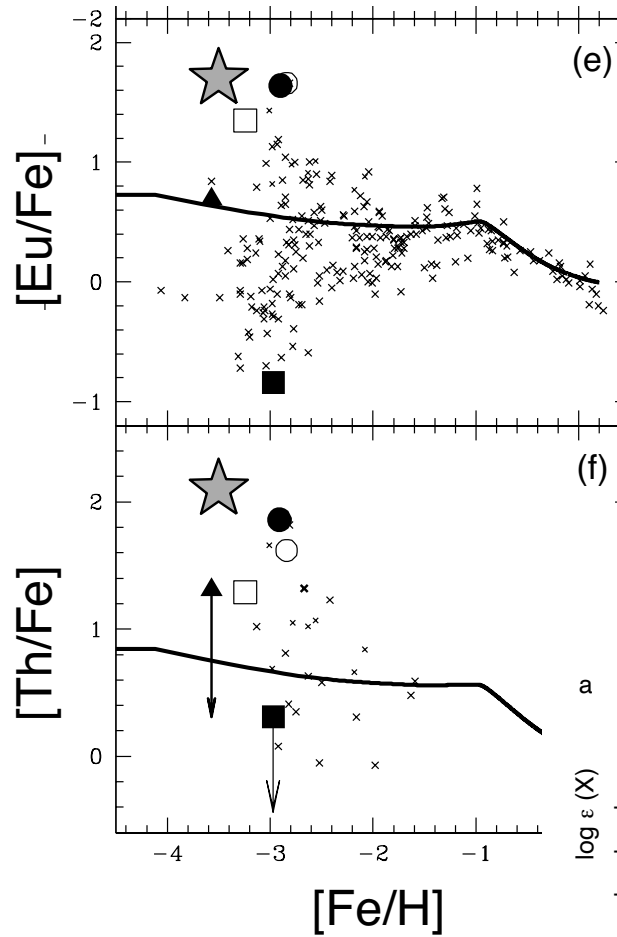 -2
2
(e)
1
[Eu/Fe]
0
-1
(f)
2
[Th/Fe]
1
a
0
log ε (X)
-4 -3 -2 -1
[Fe/H]